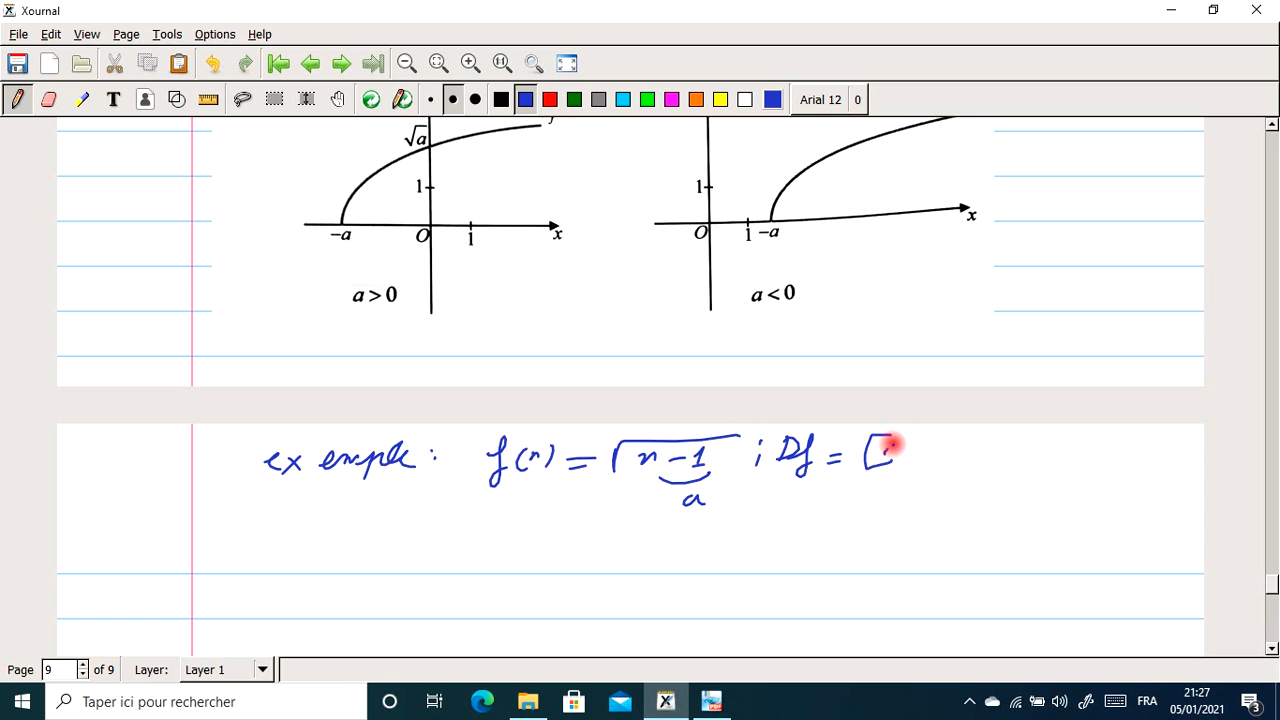 Xournal
File Edit View Page Tools Options Help
Arial 12 0
√a
1
−a O 1 x
a > 0
1
O 1 −a x
a < 0
exemple : f(x) = √x − 1 ; Df = [
a
Page 9 of 9 Layer: Layer 1
Taper ici pour rechercher
FRA
21:27
05/01/2021
3